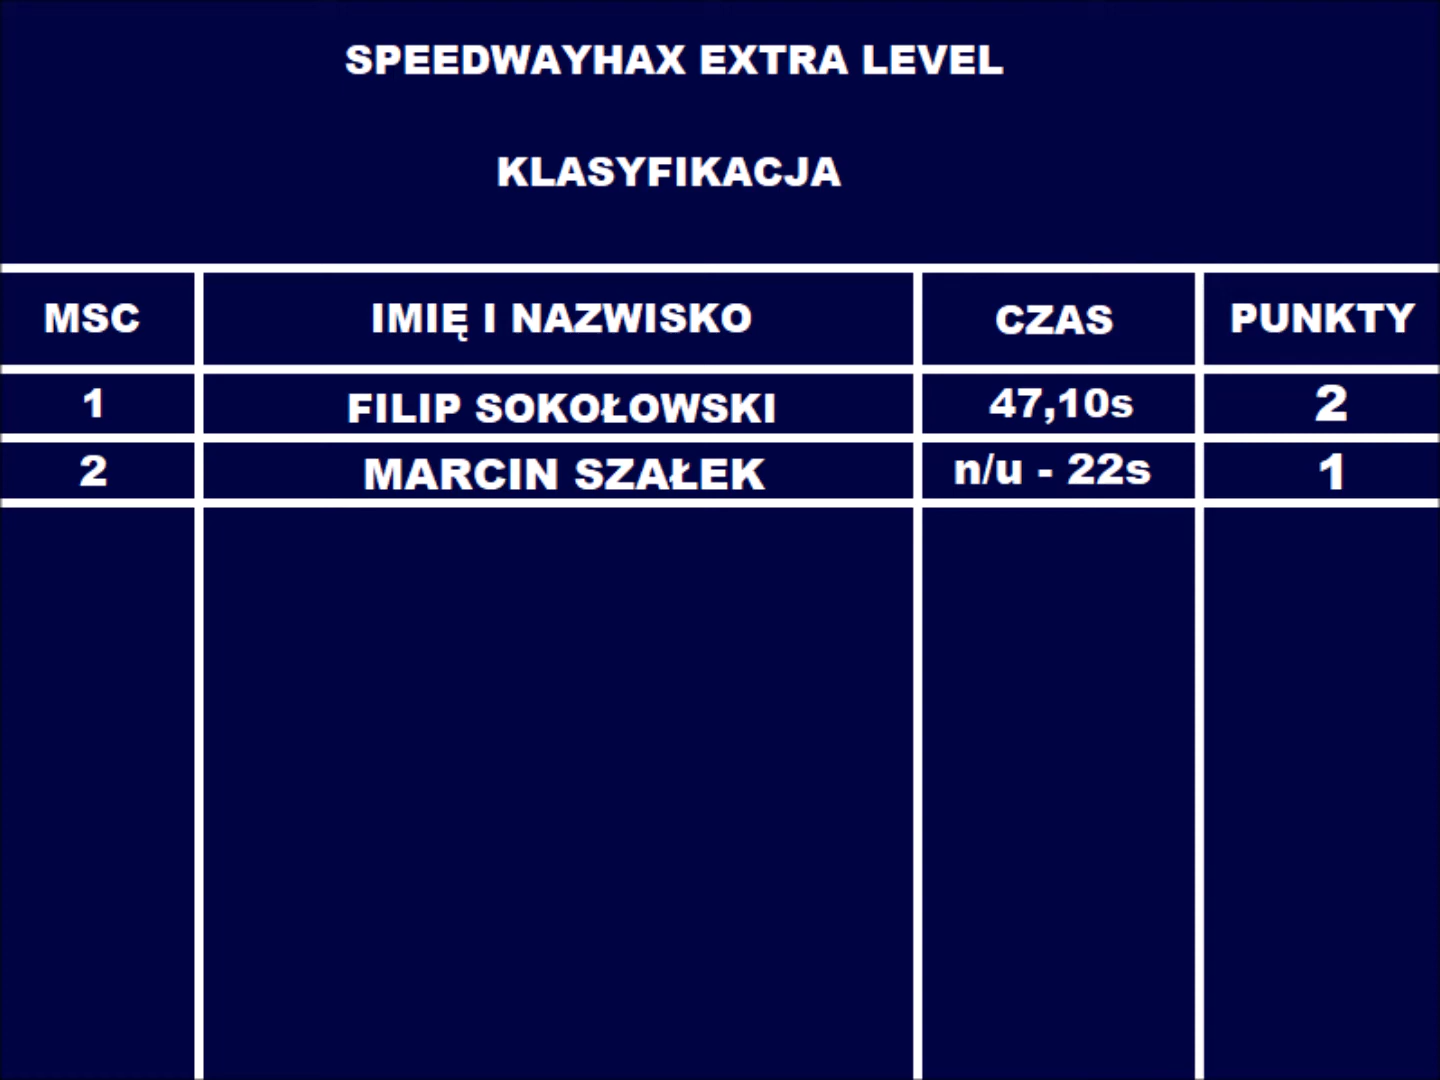 SPEEDWAYHAX EXTRA LEVEL
KLASYFIKACJA
MSC IMIĘ I NAZWISKO CZAS PUNKTY
1 FILIP SOKOŁOWSKI 47,10s 2
2 MARCIN SZAŁEK n/u - 22s 1